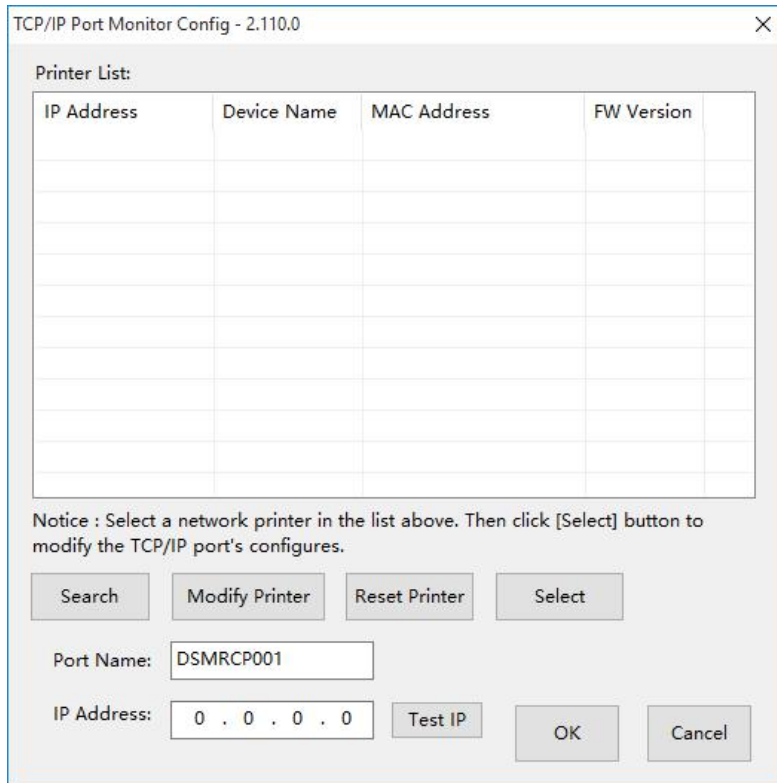 TCP/IP Port Monitor Config - 2.110.0
Printer List:
IP Address Device Name MAC Address FW Version
Notice : Select a network printer in the list above. Then click [Select] button to
modify the TCP/IP port's configures.
Search Modify Printer Reset Printer Select
Port Name: DSMRCP001
IP Address: 0 . 0 . 0 . 0 Test IP OK Cancel